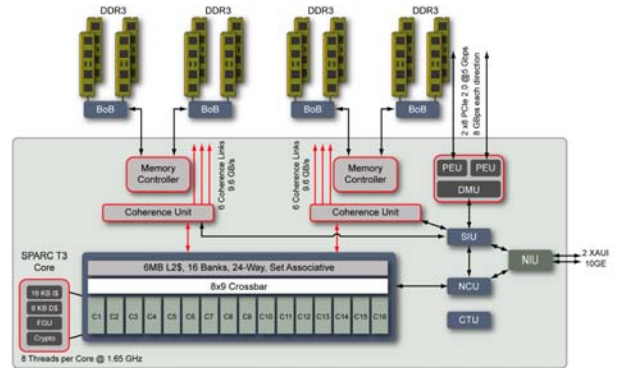 DDR3
DDR3
DDR3
DDR3
BoB
BoB
BoB
BoB
2 x8 PCIe 2.0 @5 Gbps
8 GBps each direction
Memory
Controller
6 Coherence Links
9.6 GB/s
Memory
Controller
6 Coherence Links
9.6 GB/s
PEU
PEU
DMU
Coherence Unit
Coherence Unit
SIU
NIU
2 XAUI
10GE
SPARC T3
Core
6MB L2$, 16 Banks, 24-Way, Set Associative
8x9 Crossbar
NCU
16 KB I$
8 KB D$
FGU
Crypto
C1
C2
C3
C4
C5
C6
C7
C8
C9
C10
C11
C12
C13
C14
C15
C16
CTU
8 Threads per Core @ 1.65 GHz